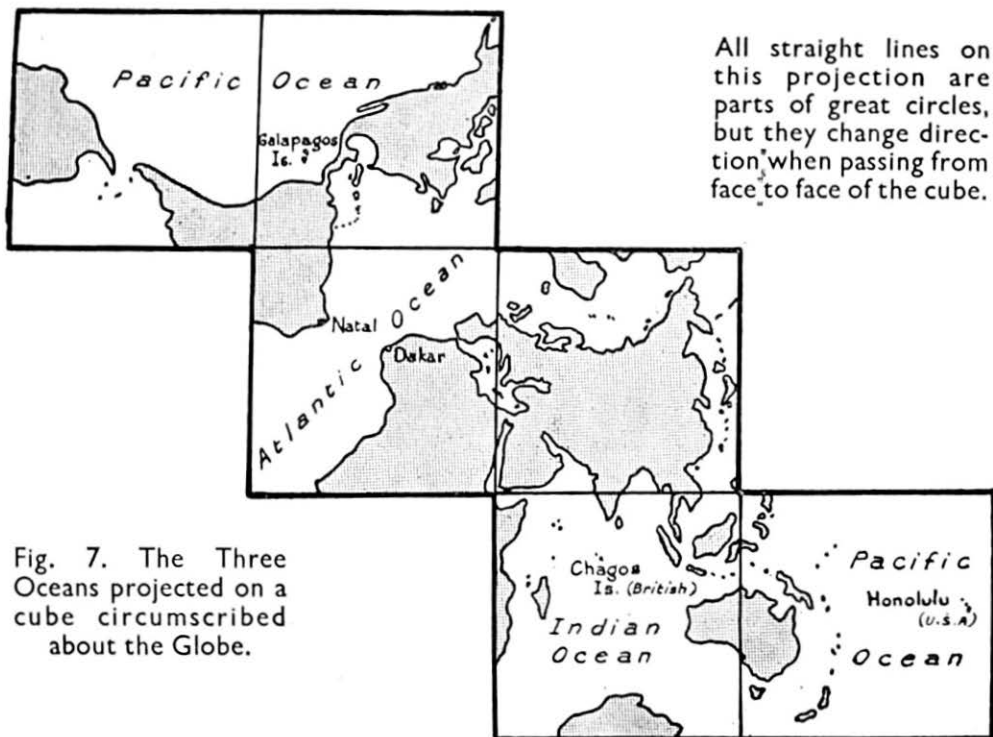 Pacific Ocean
Galapagos
Is.
All straight lines on
this projection are
parts of great circles,
but they change direc-
tion when passing from
face to face of the cube.
Natal
Dakar
Atlantic Ocean
Fig. 7. The Three
Oceans projected on a
cube circumscribed
about the Globe.
Chagos
Is. (British)
Indian
Ocean
Pacific
Honolulu
(U.S.A)
Ocean